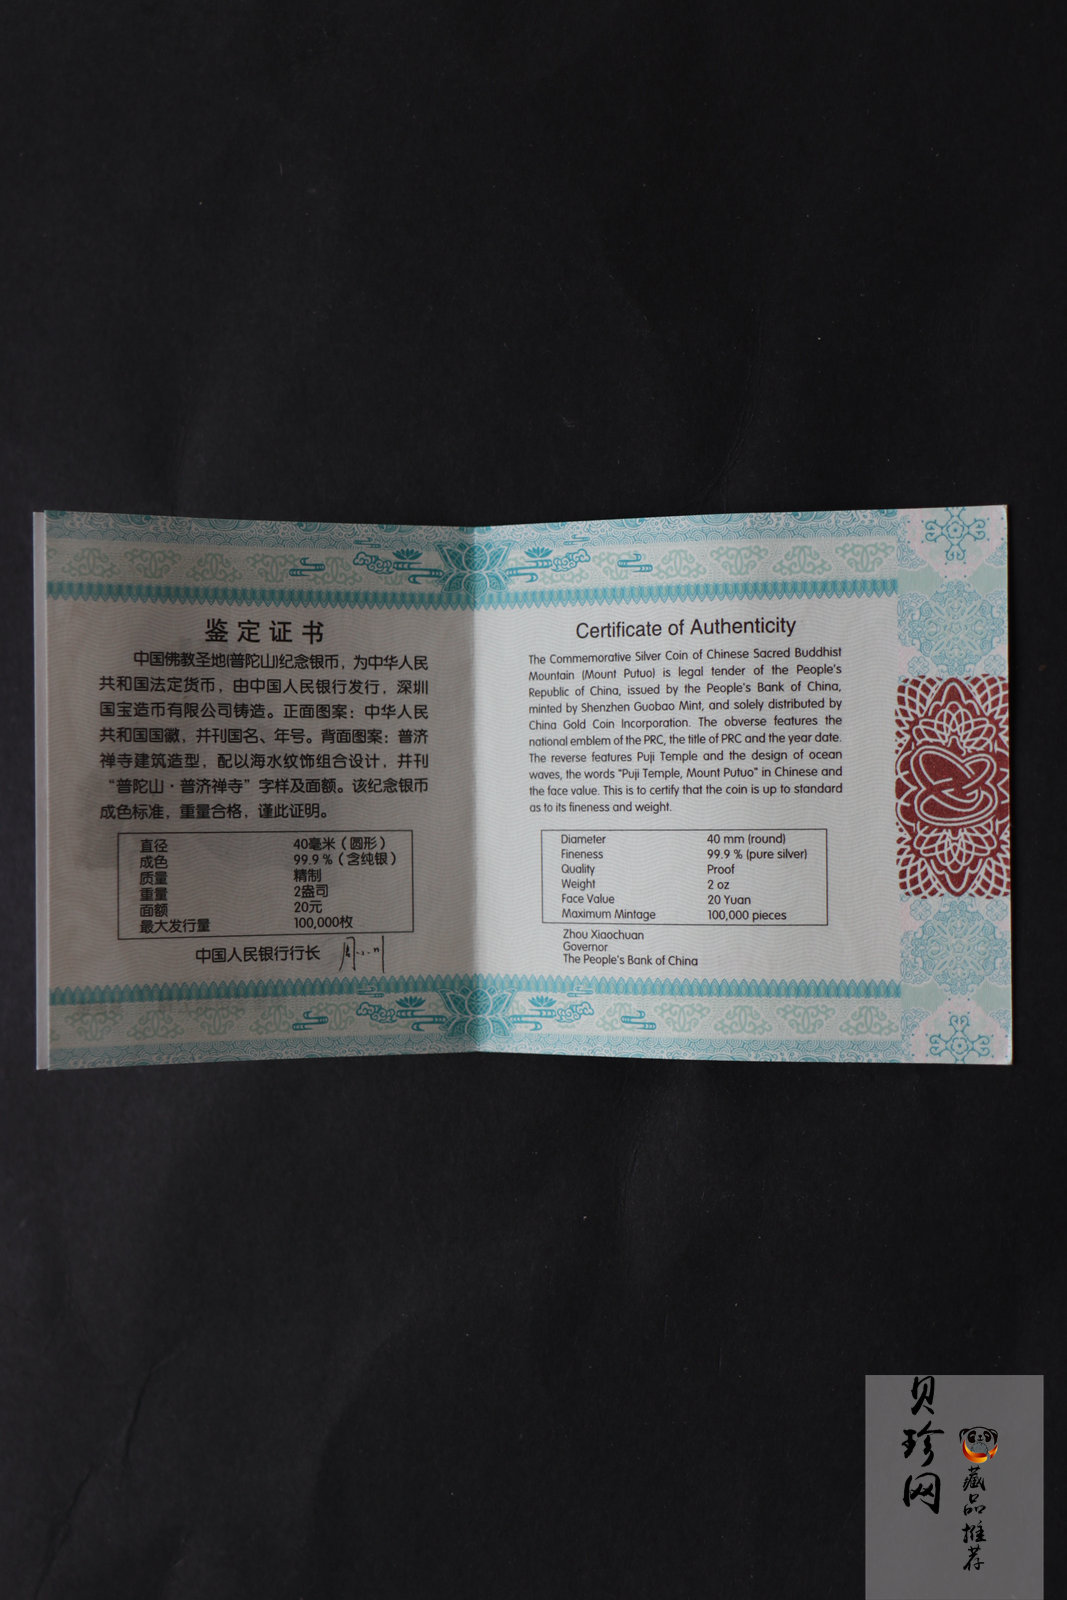 鉴定证书
中国佛教圣地(普陀山)纪念银币，为中华人民
共和国法定货币，由中国人民银行发行，深圳
国宝造币有限公司铸造。正面图案：中华人民
共和国国徽，并刊国名、年号。背面图案：普济
禅寺建筑造型，配以海水纹饰组合设计，并刊
“普陀山·普济禅寺”字样及面额。该纪念银币
成色标准，重量合格，谨此证明。
直径 40毫米（圆形）
成色 99.9%（含纯银）
质量 精制
重量 2盎司
面额 20元
最大发行量 100,000枚
中国人民银行行长
Certificate of Authenticity
The Commemorative Silver Coin of Chinese Sacred Buddhist
Mountain (Mount Putuo) is legal tender of the People's
Republic of China, issued by the People's Bank of China,
minted by Shenzhen Guobao Mint, and solely distributed by
China Gold Coin Incorporation. The obverse features the
national emblem of the PRC, the title of PRC and the year date.
The reverse features Puji Temple and the design of ocean
waves, the words "Puji Temple, Mount Putuo" in Chinese and
the face value. This is to certify that the coin is up to standard
as to its fineness and weight.
Diameter 40 mm (round)
Fineness 99.9 % (pure silver)
Quality Proof
Weight 2 oz
Face Value 20 Yuan
Maximum Mintage 100,000 pieces
Zhou Xiaochuan
Governor
The People's Bank of China
贝珍网
藏品推荐